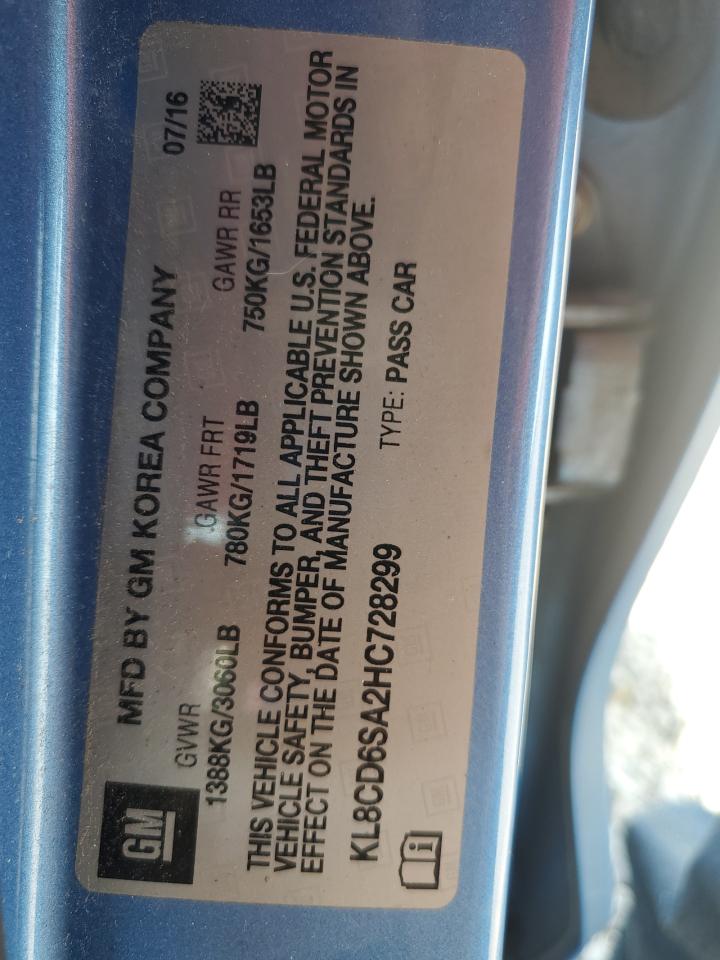 GM
MFD BY GM KOREA COMPANY 07/16
GVWR GAWR FRT GAWR RR
1388KG/3060LB 780KG/1719LB 750KG/1653LB
THIS VEHICLE CONFORMS TO ALL APPLICABLE U.S. FEDERAL MOTOR
VEHICLE SAFETY, BUMPER, AND THEFT PREVENTION STANDARDS IN
EFFECT ON THE DATE OF MANUFACTURE SHOWN ABOVE.
KL8CD6SA2HC728299 TYPE: PASS CAR